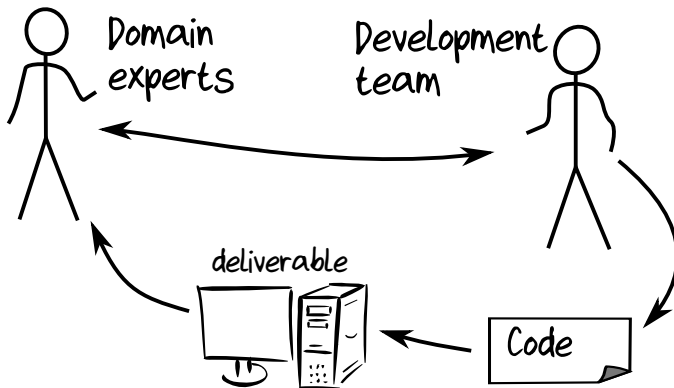 Domain
experts
Development
team
deliverable
Code